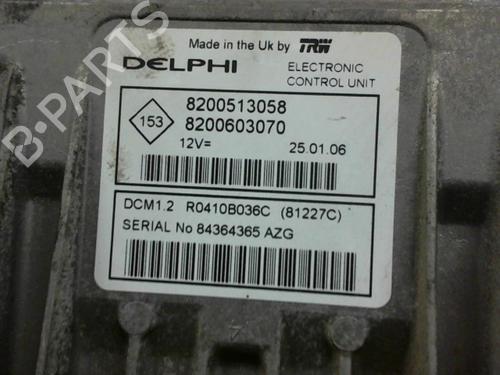 Made in the Uk by TRW
DELPHI
ELECTRONIC
CONTROL UNIT
8200513058
153
8200603070
12V=
25.01.06
DCM1.2 R0410B036C (81227C)
SERIAL No 84364365 AZG
B-PARTS